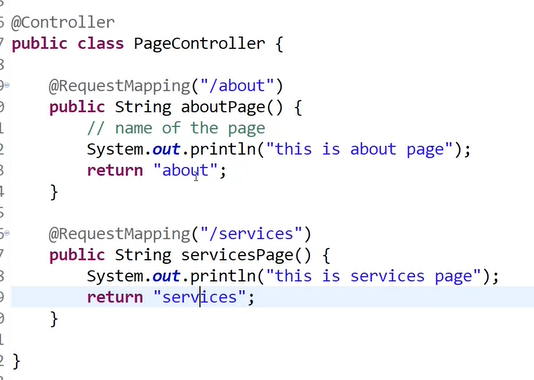 @Controller
public class PageController {
@RequestMapping("/about")
public String aboutPage() {
// name of the page
System.out.println("this is about page");
return "about";
}
@RequestMapping("/services")
public String servicesPage() {
System.out.println("this is services page");
return "services";
}
}